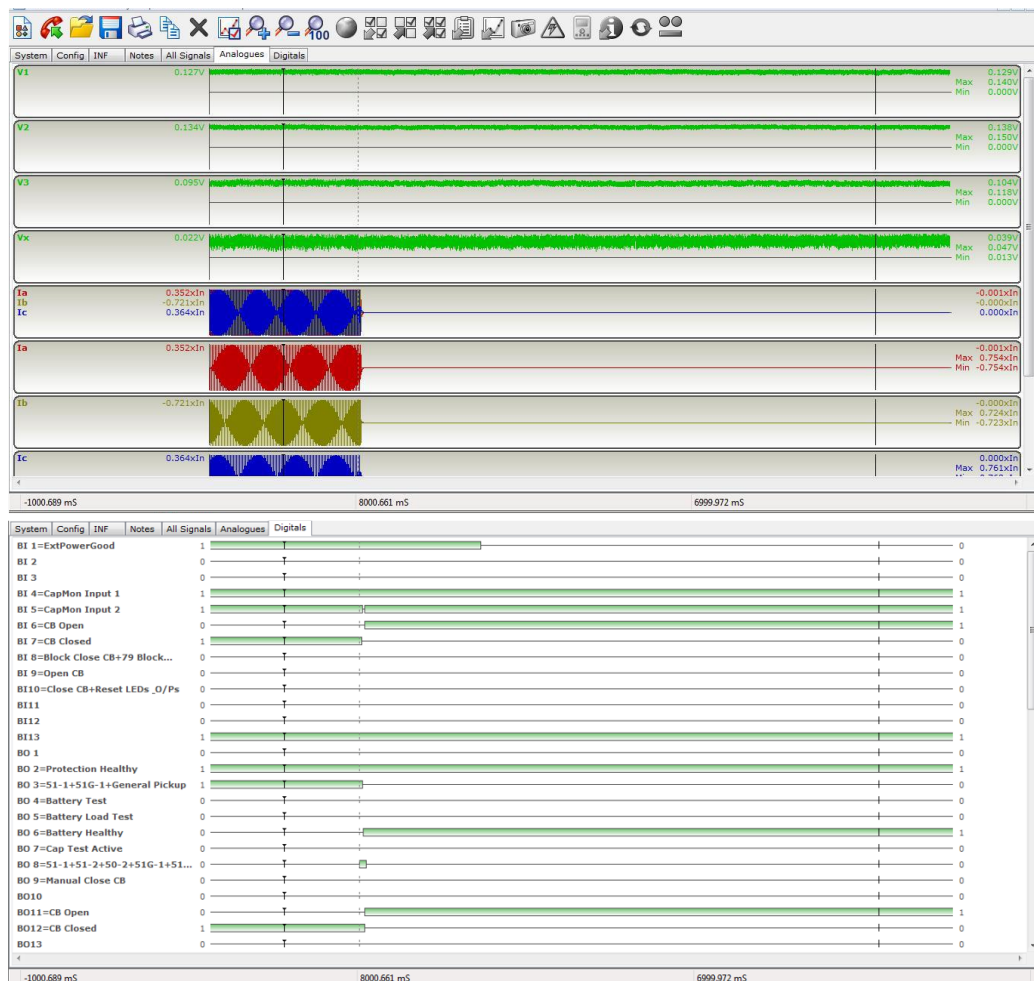 100
System Config INF Notes All Signals Analogues Digitals
V1 0.127V 0.129V
Max 0.140V
Min 0.000V
V2 0.134V 0.138V
Max 0.150V
Min 0.000V
V3 0.095V 0.104V
Max 0.118V
Min 0.000V
Vx 0.022V 0.039V
Max 0.047V
Min 0.013V
Ia 0.352xIn -0.001xIn
Ib -0.721xIn -0.000xIn
Ic 0.364xIn 0.000xIn
Ia 0.352xIn -0.001xIn
Max 0.754xIn
Min -0.754xIn
Ib -0.721xIn -0.000xIn
Max 0.724xIn
Min -0.723xIn
Ic 0.364xIn 0.000xIn
Max 0.761xIn
-1000.689 mS 8000.661 mS 6999.972 mS
System Config INF Notes All Signals Analogues Digitals
BI 1=ExtPowerGood 1 0
BI 2 0 0
BI 3 0 0
BI 4=CapMon Input 1 1 1
BI 5=CapMon Input 2 1 1
BI 6=CB Open 0 1
BI 7=CB Closed 1 0
BI 8=Block Close CB+79 Block... 0 0
BI 9=Open CB 0 0
BI10=Close CB+Reset LEDs_O/Ps 0 0
BI11 0 0
BI12 0 0
BI13 1 1
BO 1 0 0
BO 2=Protection Healthy 1 1
BO 3=51-1+51G-1+General Pickup 1 0
BO 4=Battery Test 0 0
BO 5=Battery Load Test 0 0
BO 6=Battery Healthy 0 1
BO 7=Cap Test Active 0 0
BO 8=51-1+51-2+50-2+51G-1+51... 0 0
BO 9=Manual Close CB 0 0
BO10 0 0
BO11=CB Open 0 1
BO12=CB Closed 1 0
BO13 0 0
-1000.689 mS 8000.661 mS 6999.972 mS